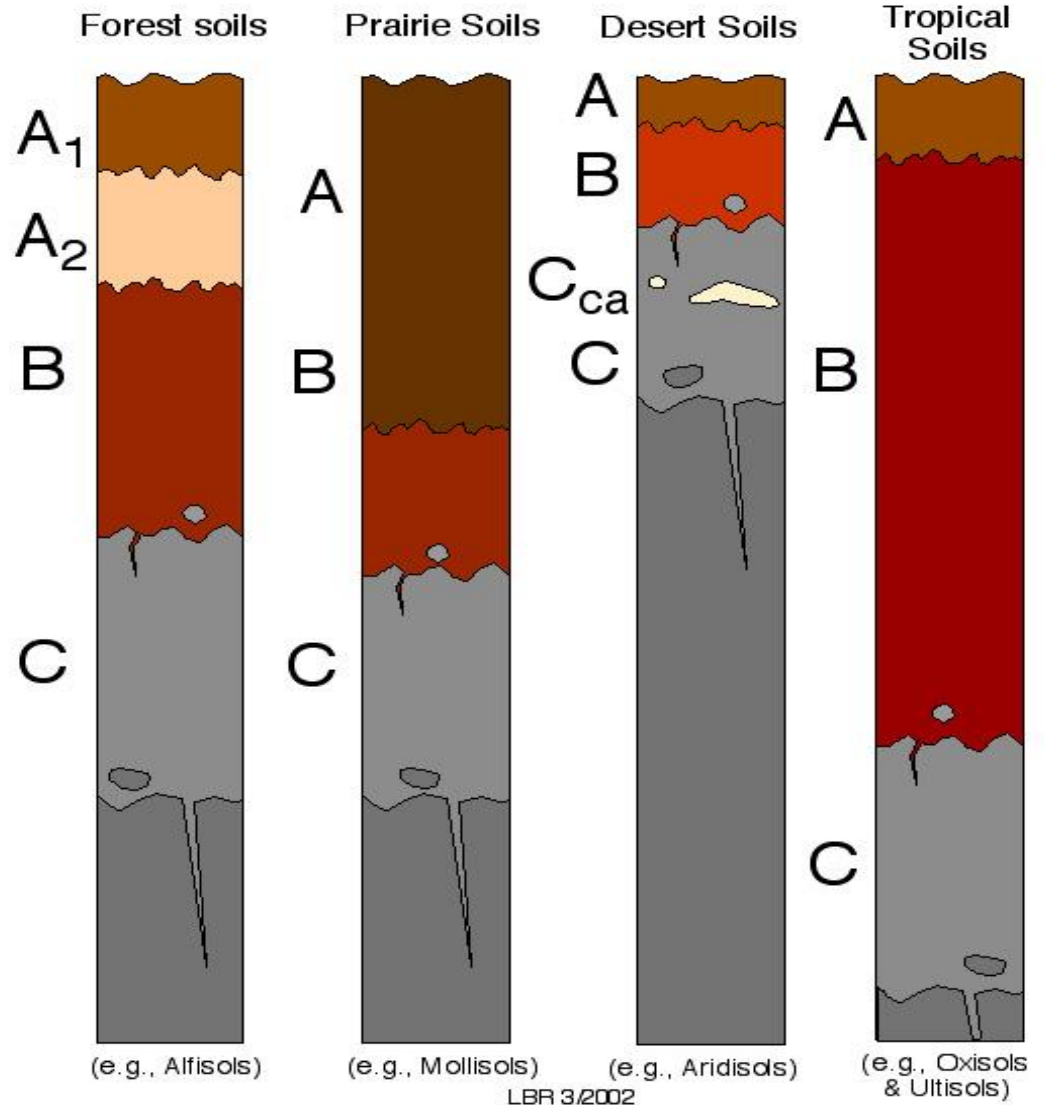 Forest soils
A1
A2
B
C
(e.g., Alfisols)
Prairie Soils
A
B
C
(e.g., Mollisols)
Desert Soils
A
B
Cca
C
(e.g., Aridisols)
Tropical
Soils
A
B
C
(e.g., Oxisols
& Ultisols)
LBR 3/2002